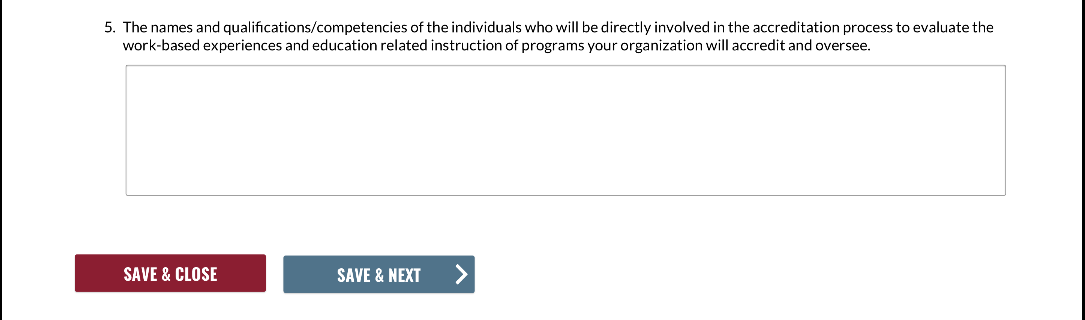 5. The names and qualifications/competencies of the individuals who will be directly involved in the accreditation process to evaluate the
work-based experiences and education related instruction of programs your organization will accredit and oversee.
SAVE & CLOSE
SAVE & NEXT